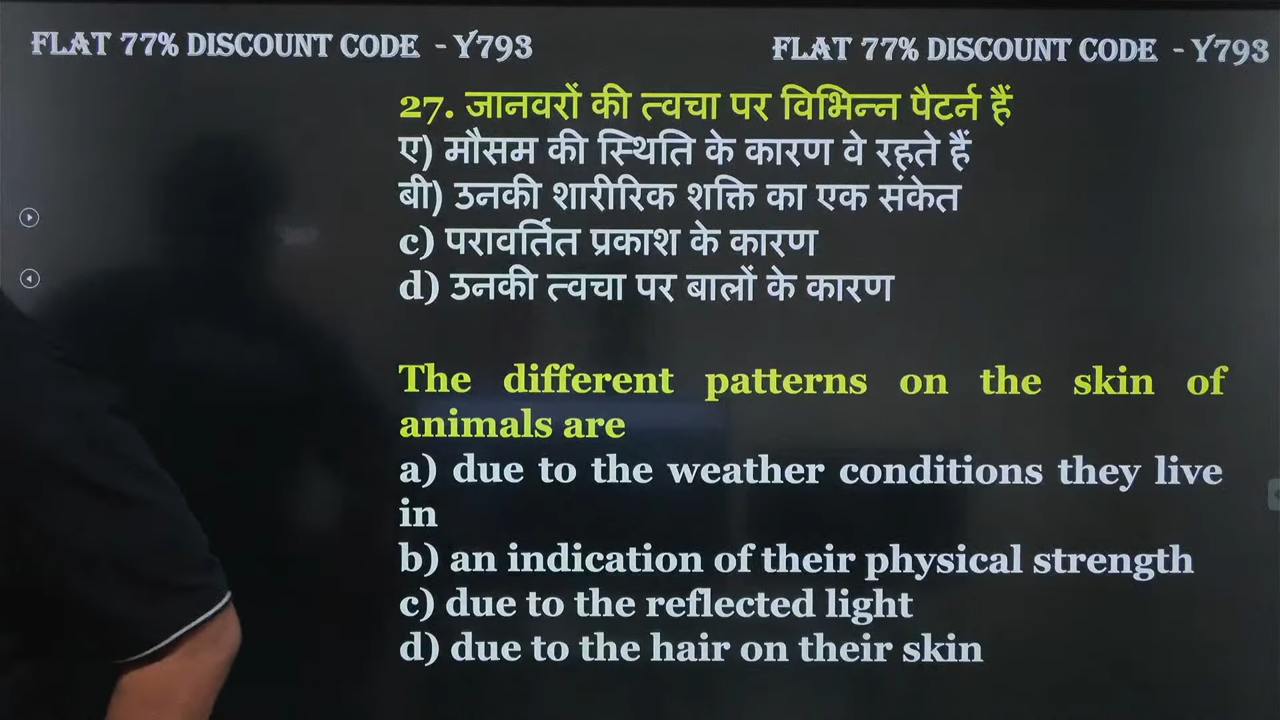 FLAT 77% DISCOUNT CODE - Y793
FLAT 77% DISCOUNT CODE - Y793
27. जानवरों की त्वचा पर विभिन्न पैटर्न हैं
ए) मौसम की स्थिति के कारण वे रहते हैं
बी) उनकी शारीरिक शक्ति का एक संकेत
c) परावर्तित प्रकाश के कारण
d) उनकी त्वचा पर बालों के कारण
The different patterns on the skin of
animals are
a) due to the weather conditions they live
in
b) an indication of their physical strength
c) due to the reflected light
d) due to the hair on their skin